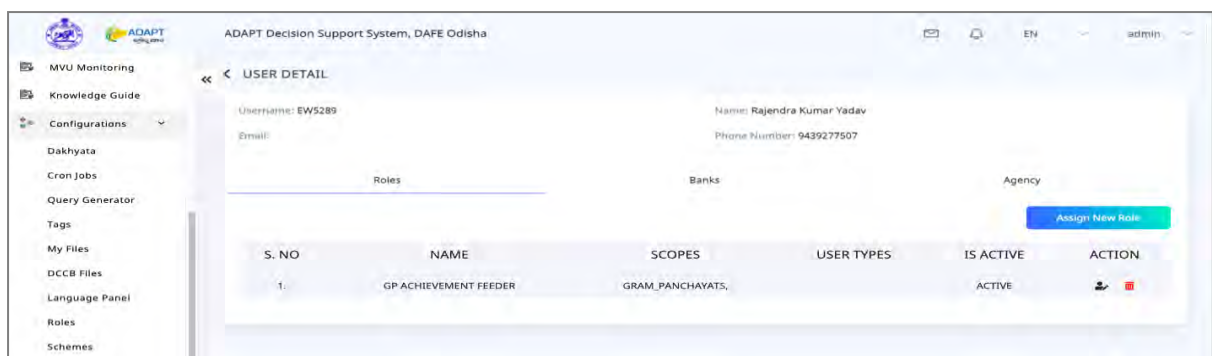 ADAPT
ADAPT Decision Support System, DAFE Odisha
EN
admin
MVU Monitoring
Knowledge Guide
Configurations
Dakhyata
Cron Jobs
Query Generator
Tags
My Files
DCCB Files
Language Panel
Roles
Schemes
USER DETAIL
Username: EW5289
Name: Rajendra Kumar Yadav
Email:
Phone Number: 9439277507
Roles
Banks
Agency
Assign New Role
S. NO NAME SCOPES USER TYPES IS ACTIVE ACTION
1. GP ACHIEVEMENT FEEDER GRAM_PANCHAYATS, ACTIVE